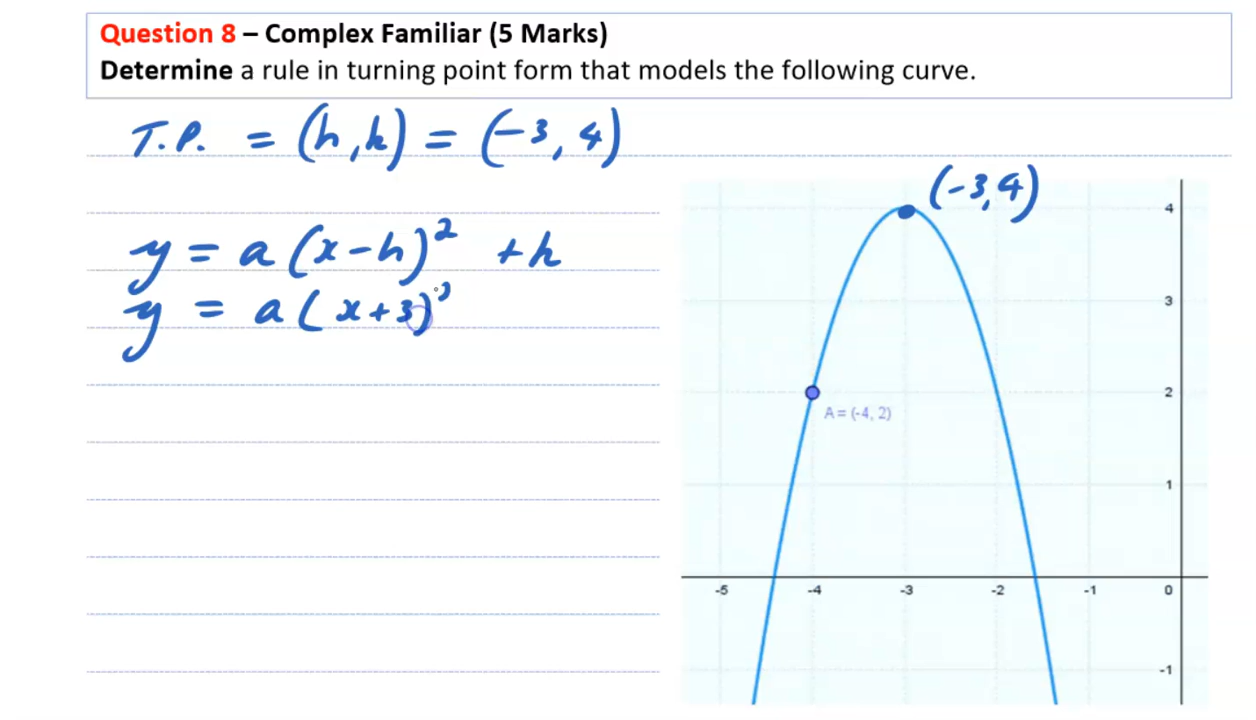 Question 8 – Complex Familiar (5 Marks)
Determine a rule in turning point form that models the following curve.
T.P. = (h, k) = (-3, 4)
(-3, 4)
y = a(x-h)² + k
y = a(x+3)
4
3
2
A = (-4, 2)
1
-5 -4 -3 -2 -1 0
-1